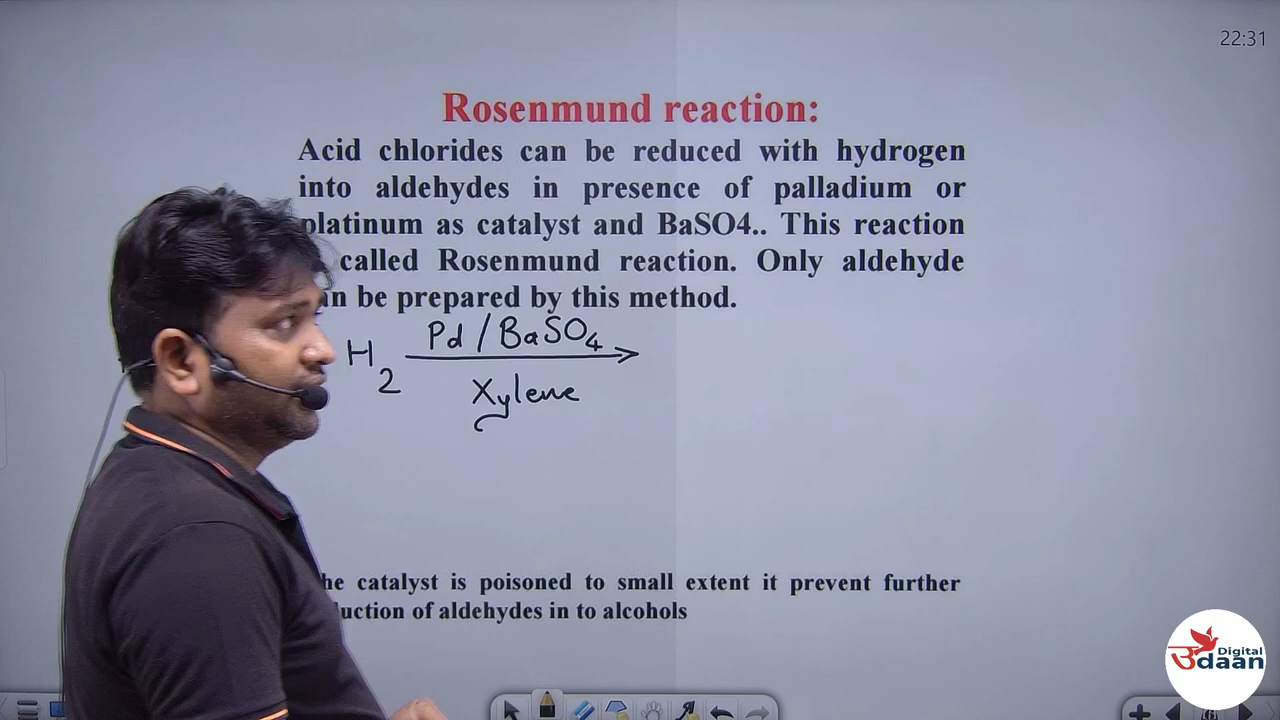 22:31
Rosenmund reaction:
Acid chlorides can be reduced with hydrogen
into aldehydes in presence of palladium or
platinum as catalyst and BaSO4.. This reaction
called Rosenmund reaction. Only aldehyde
be prepared by this method.
H2 Pd/BaSO4
Xylene
catalyst is poisoned to small extent it prevent further
of aldehydes in to alcohols
Digital
उdaan